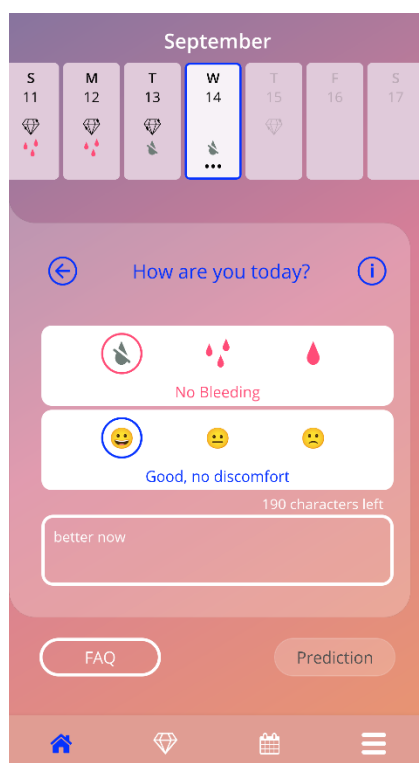 September
S M T W T F S
11 12 13 14 15 16 17
How are you today?
i
No Bleeding
Good, no discomfort
190 characters left
better now
FAQ Prediction